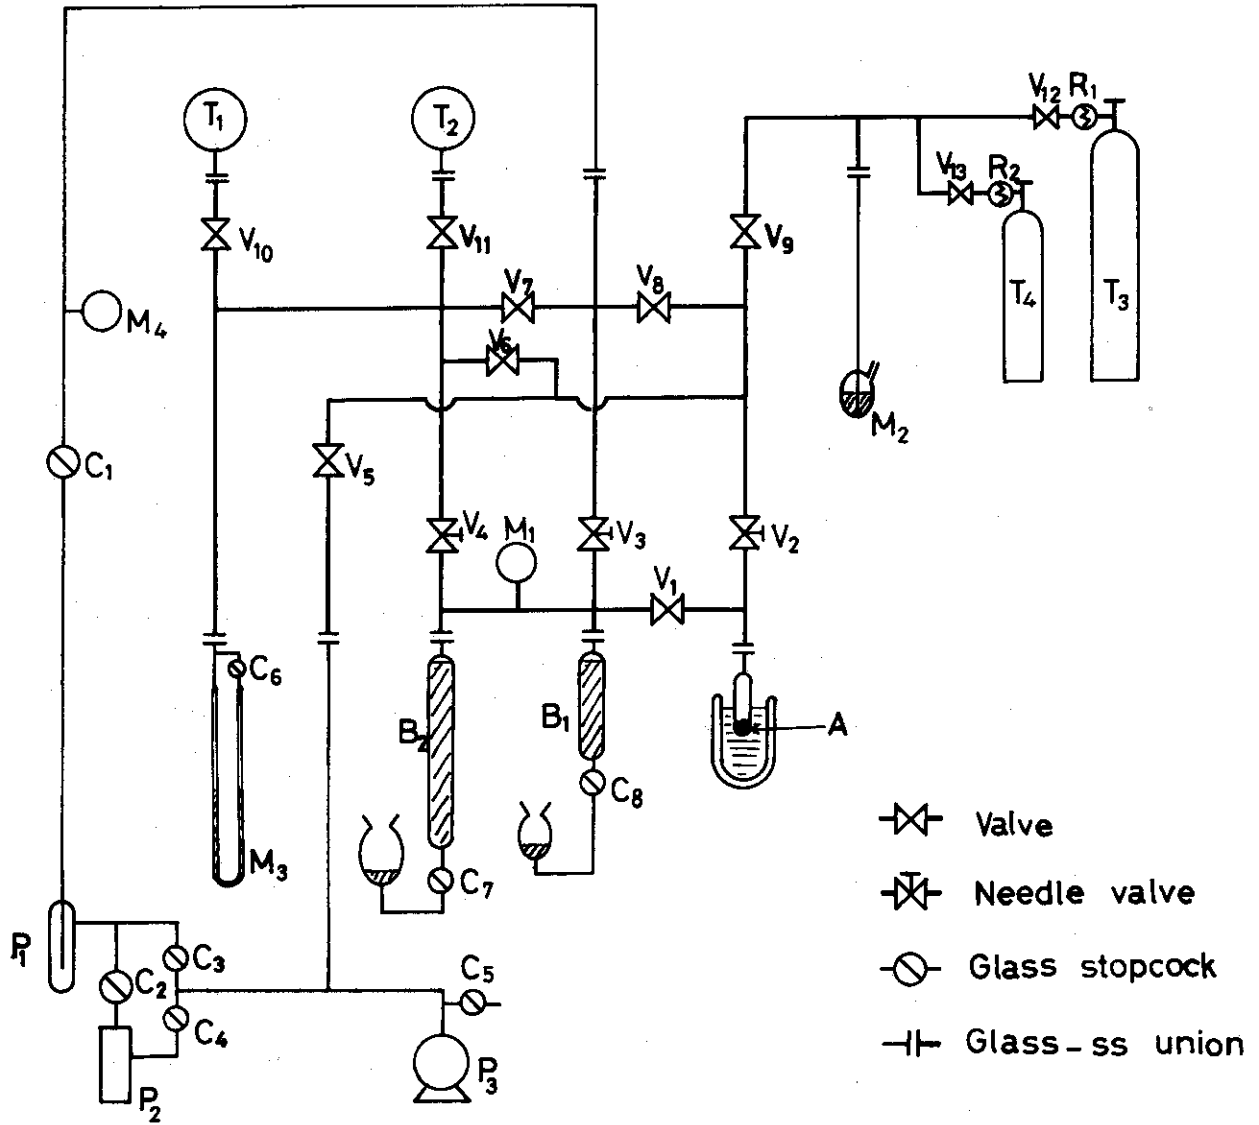 T1
T2
V12 R1
V13 R2
V10
V11
V9
V7
V8
T4
T3
M4
V6
M2
C1
V5
V4
M1
V3
V2
V1
C6
B2
B1
A
C8
Valve
M3
C7
Needle valve
P1
C3
C5
Glass stopcock
C2
C4
Glass-ss union
P3
P2